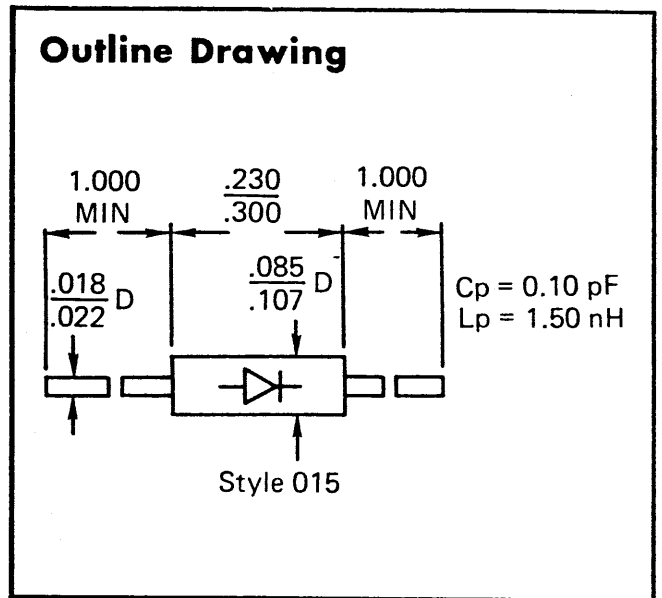 Outline Drawing
1.000
MIN
.230
.300
1.000
MIN
.018
.022
D
.085
.107
D
Cp = 0.10 pF
Lp = 1.50 nH
Style 015